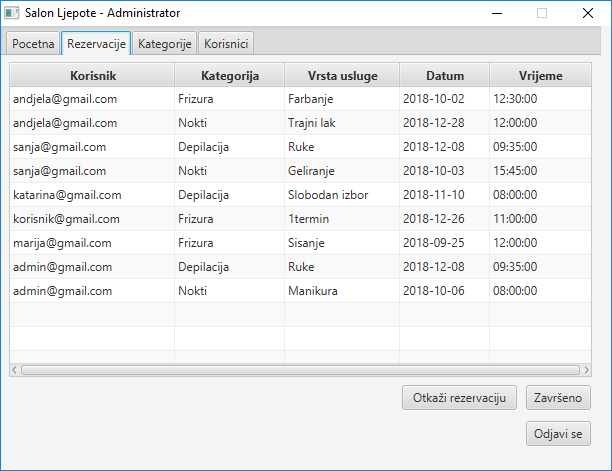 Salon Ljepote - Administrator
Pocetna Rezervacije Kategorije Korisnici
Korisnik Kategorija Vrsta usluge Datum Vrijeme
andjela@gmail.com Frizura Farbanje 2018-10-02 12:30:00
andjela@gmail.com Nokti Trajni lak 2018-12-28 12:00:00
sanja@gmail.com Depilacija Ruke 2018-12-08 09:35:00
sanja@gmail.com Nokti Geliranje 2018-10-03 15:45:00
katarina@gmail.com Depilacija Slobodan izbor 2018-11-10 08:00:00
korisnik@gmail.com Frizura 1termin 2018-12-26 11:00:00
marija@gmail.com Frizura Sisanje 2018-09-25 12:00:00
admin@gmail.com Depilacija Ruke 2018-12-08 09:35:00
admin@gmail.com Nokti Manikura 2018-10-06 08:00:00
Otkaži rezervaciju Završeno
Odjavi se